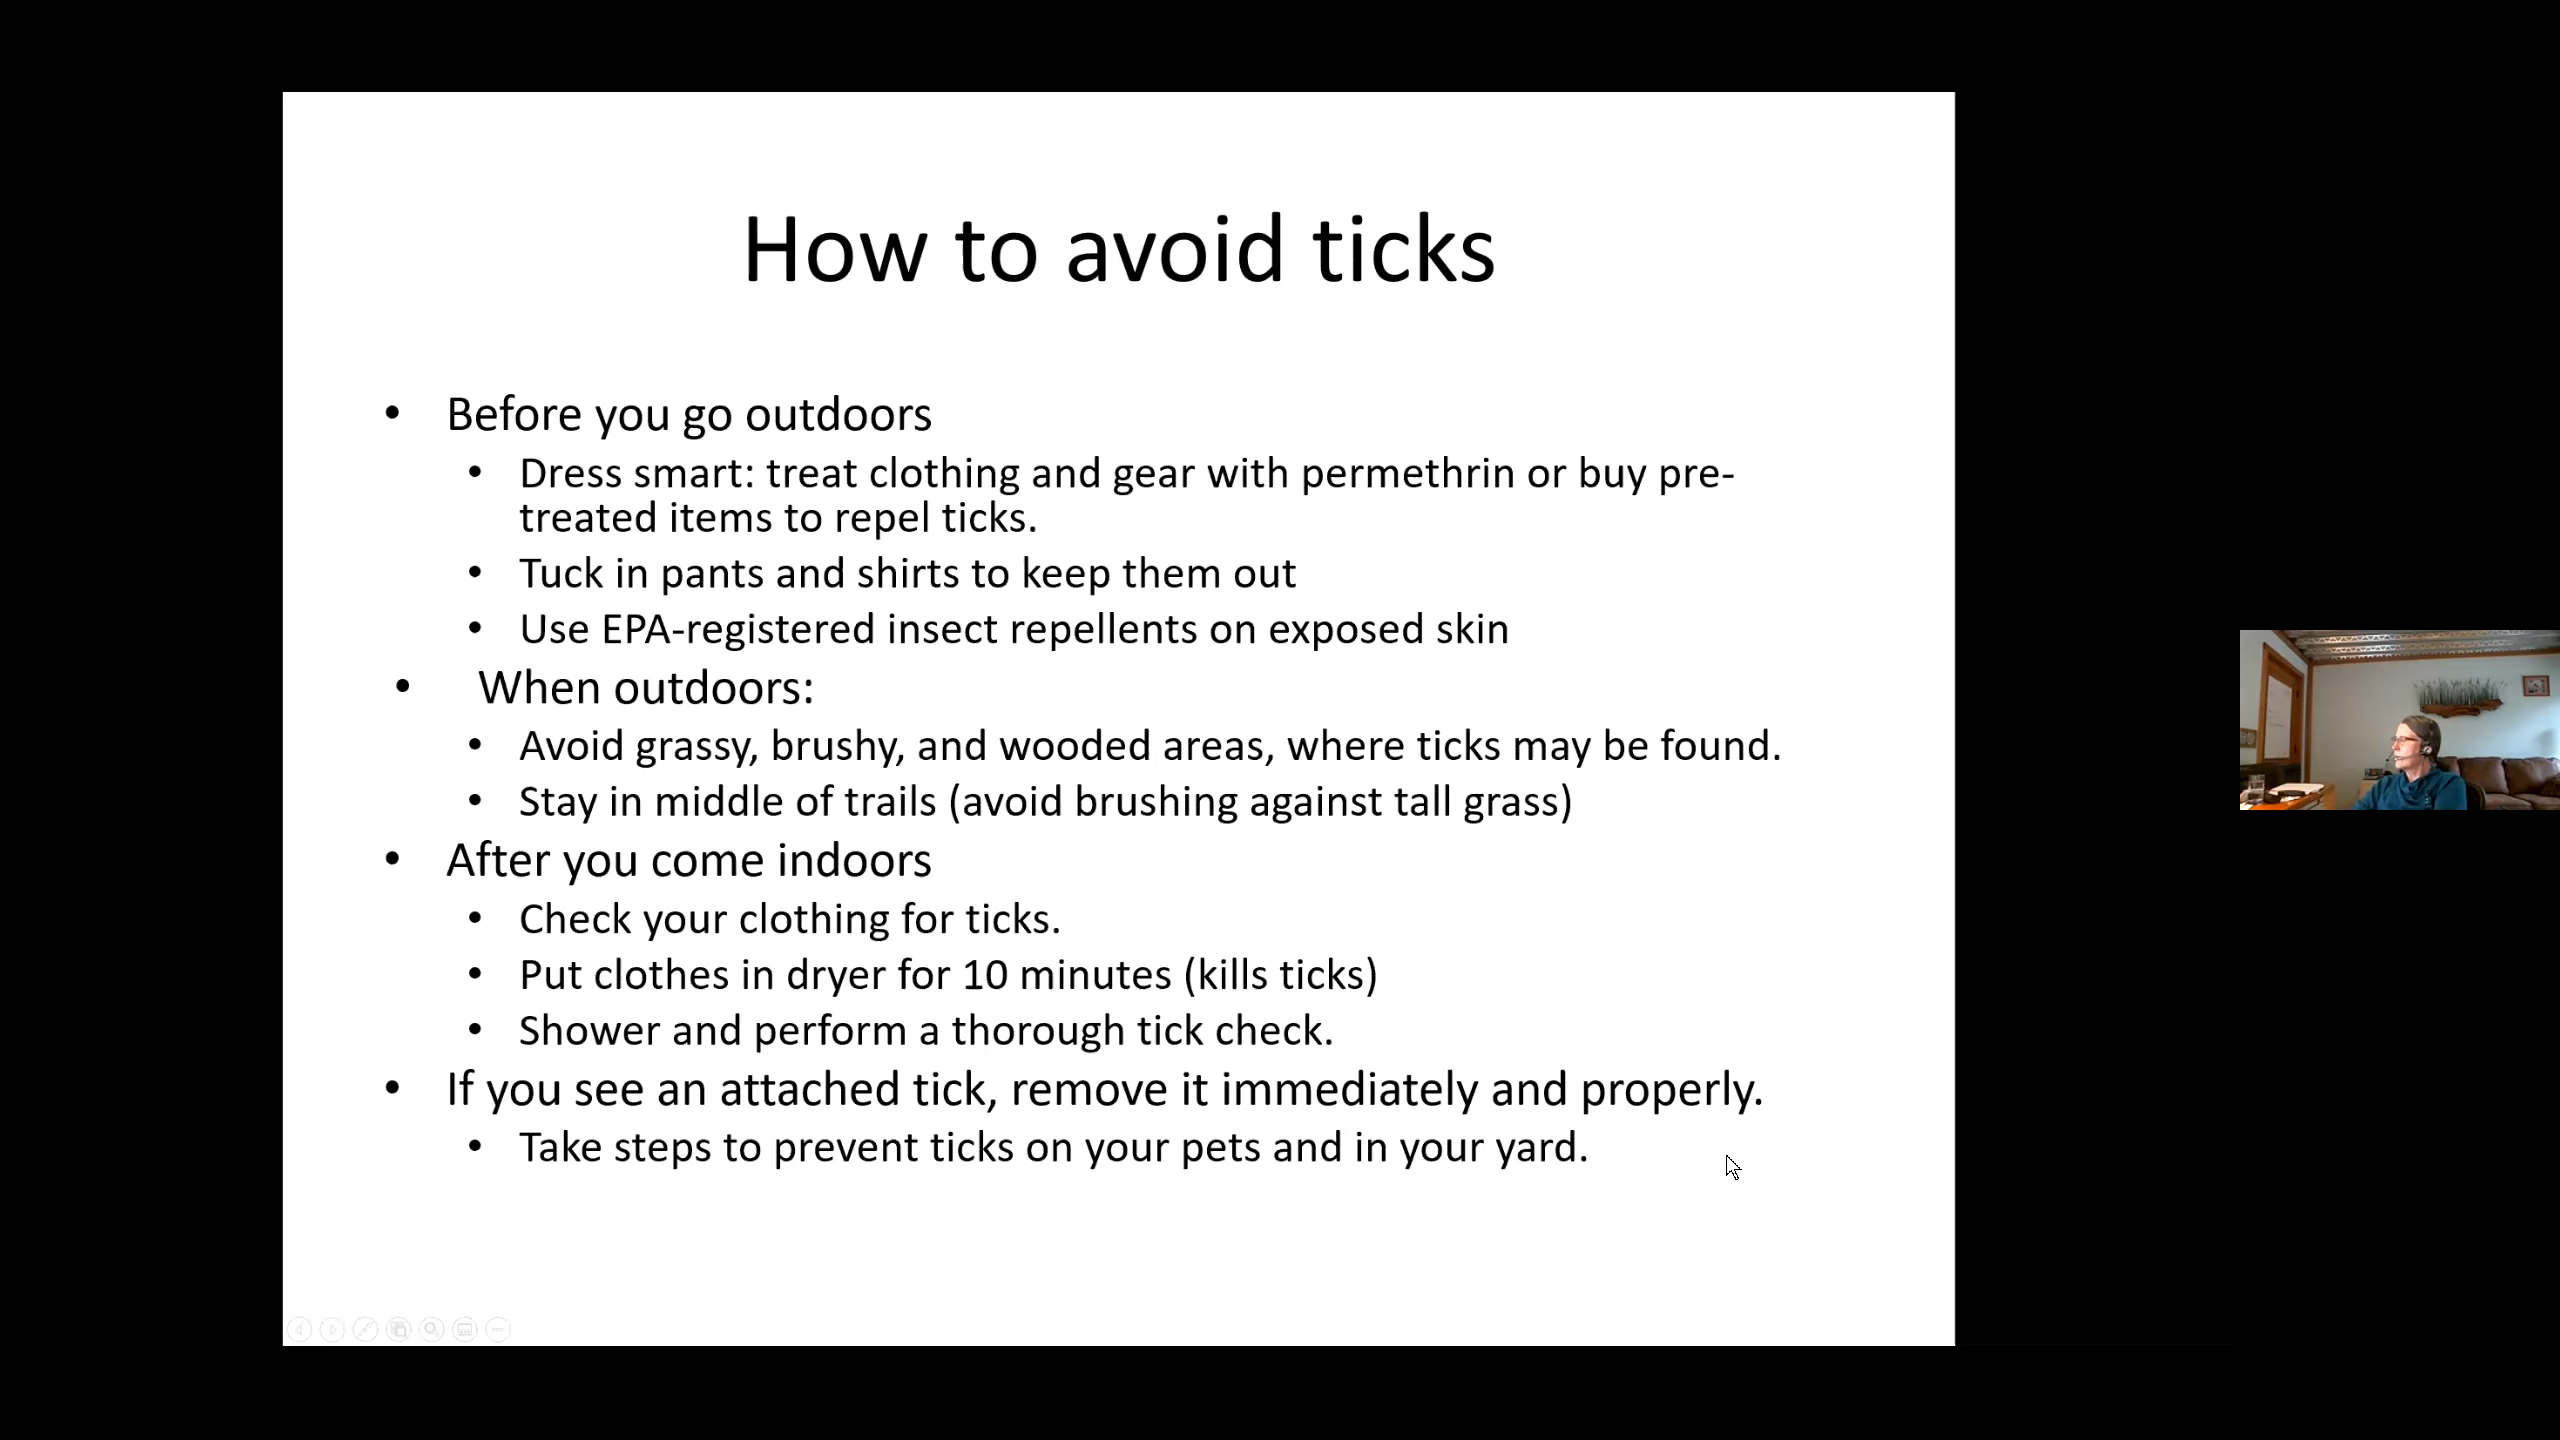 How to avoid ticks
• Before you go outdoors
• Dress smart: treat clothing and gear with permethrin or buy pre-
treated items to repel ticks.
• Tuck in pants and shirts to keep them out
• Use EPA-registered insect repellents on exposed skin
• When outdoors:
• Avoid grassy, brushy, and wooded areas, where ticks may be found.
• Stay in middle of trails (avoid brushing against tall grass)
• After you come indoors
• Check your clothing for ticks.
• Put clothes in dryer for 10 minutes (kills ticks)
• Shower and perform a thorough tick check.
• If you see an attached tick, remove it immediately and properly.
• Take steps to prevent ticks on your pets and in your yard.